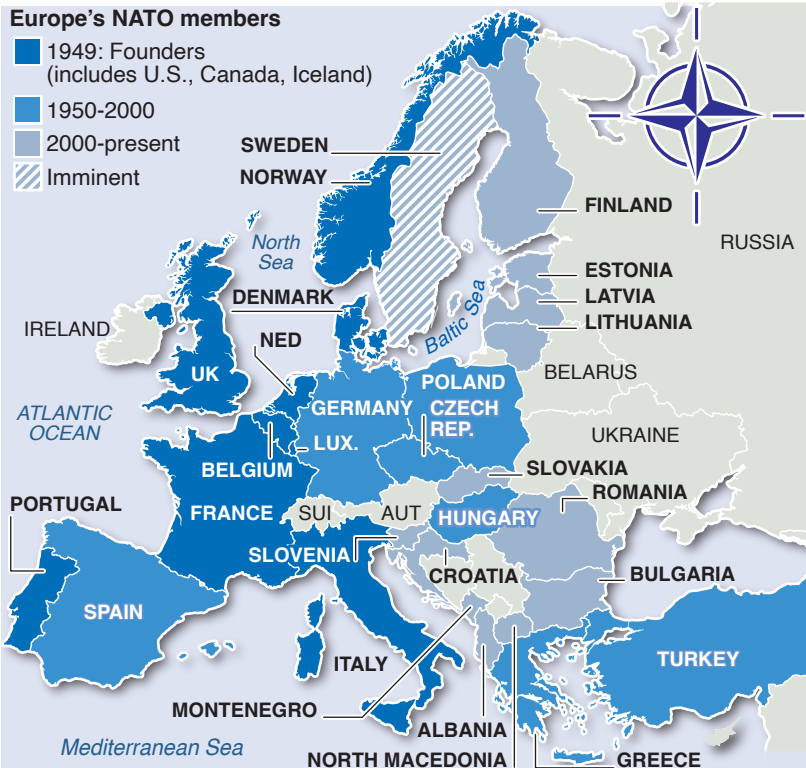 Europe's NATO members
1949: Founders
(includes U.S., Canada, Iceland)
1950-2000
2000-present
Imminent
SWEDEN
NORWAY
FINLAND
North
Sea
RUSSIA
ESTONIA
LATVIA
LITHUANIA
DENMARK
Baltic Sea
IRELAND
NED
UK
BELARUS
POLAND
GERMANY
CZECH
REP.
ATLANTIC
OCEAN
UKRAINE
LUX.
BELGIUM
SLOVAKIA
ROMANIA
PORTUGAL
FRANCE
SUI
AUT
HUNGARY
SLOVENIA
CROATIA
BULGARIA
SPAIN
ITALY
TURKEY
MONTENEGRO
ALBANIA
Mediterranean Sea
NORTH MACEDONIA
GREECE